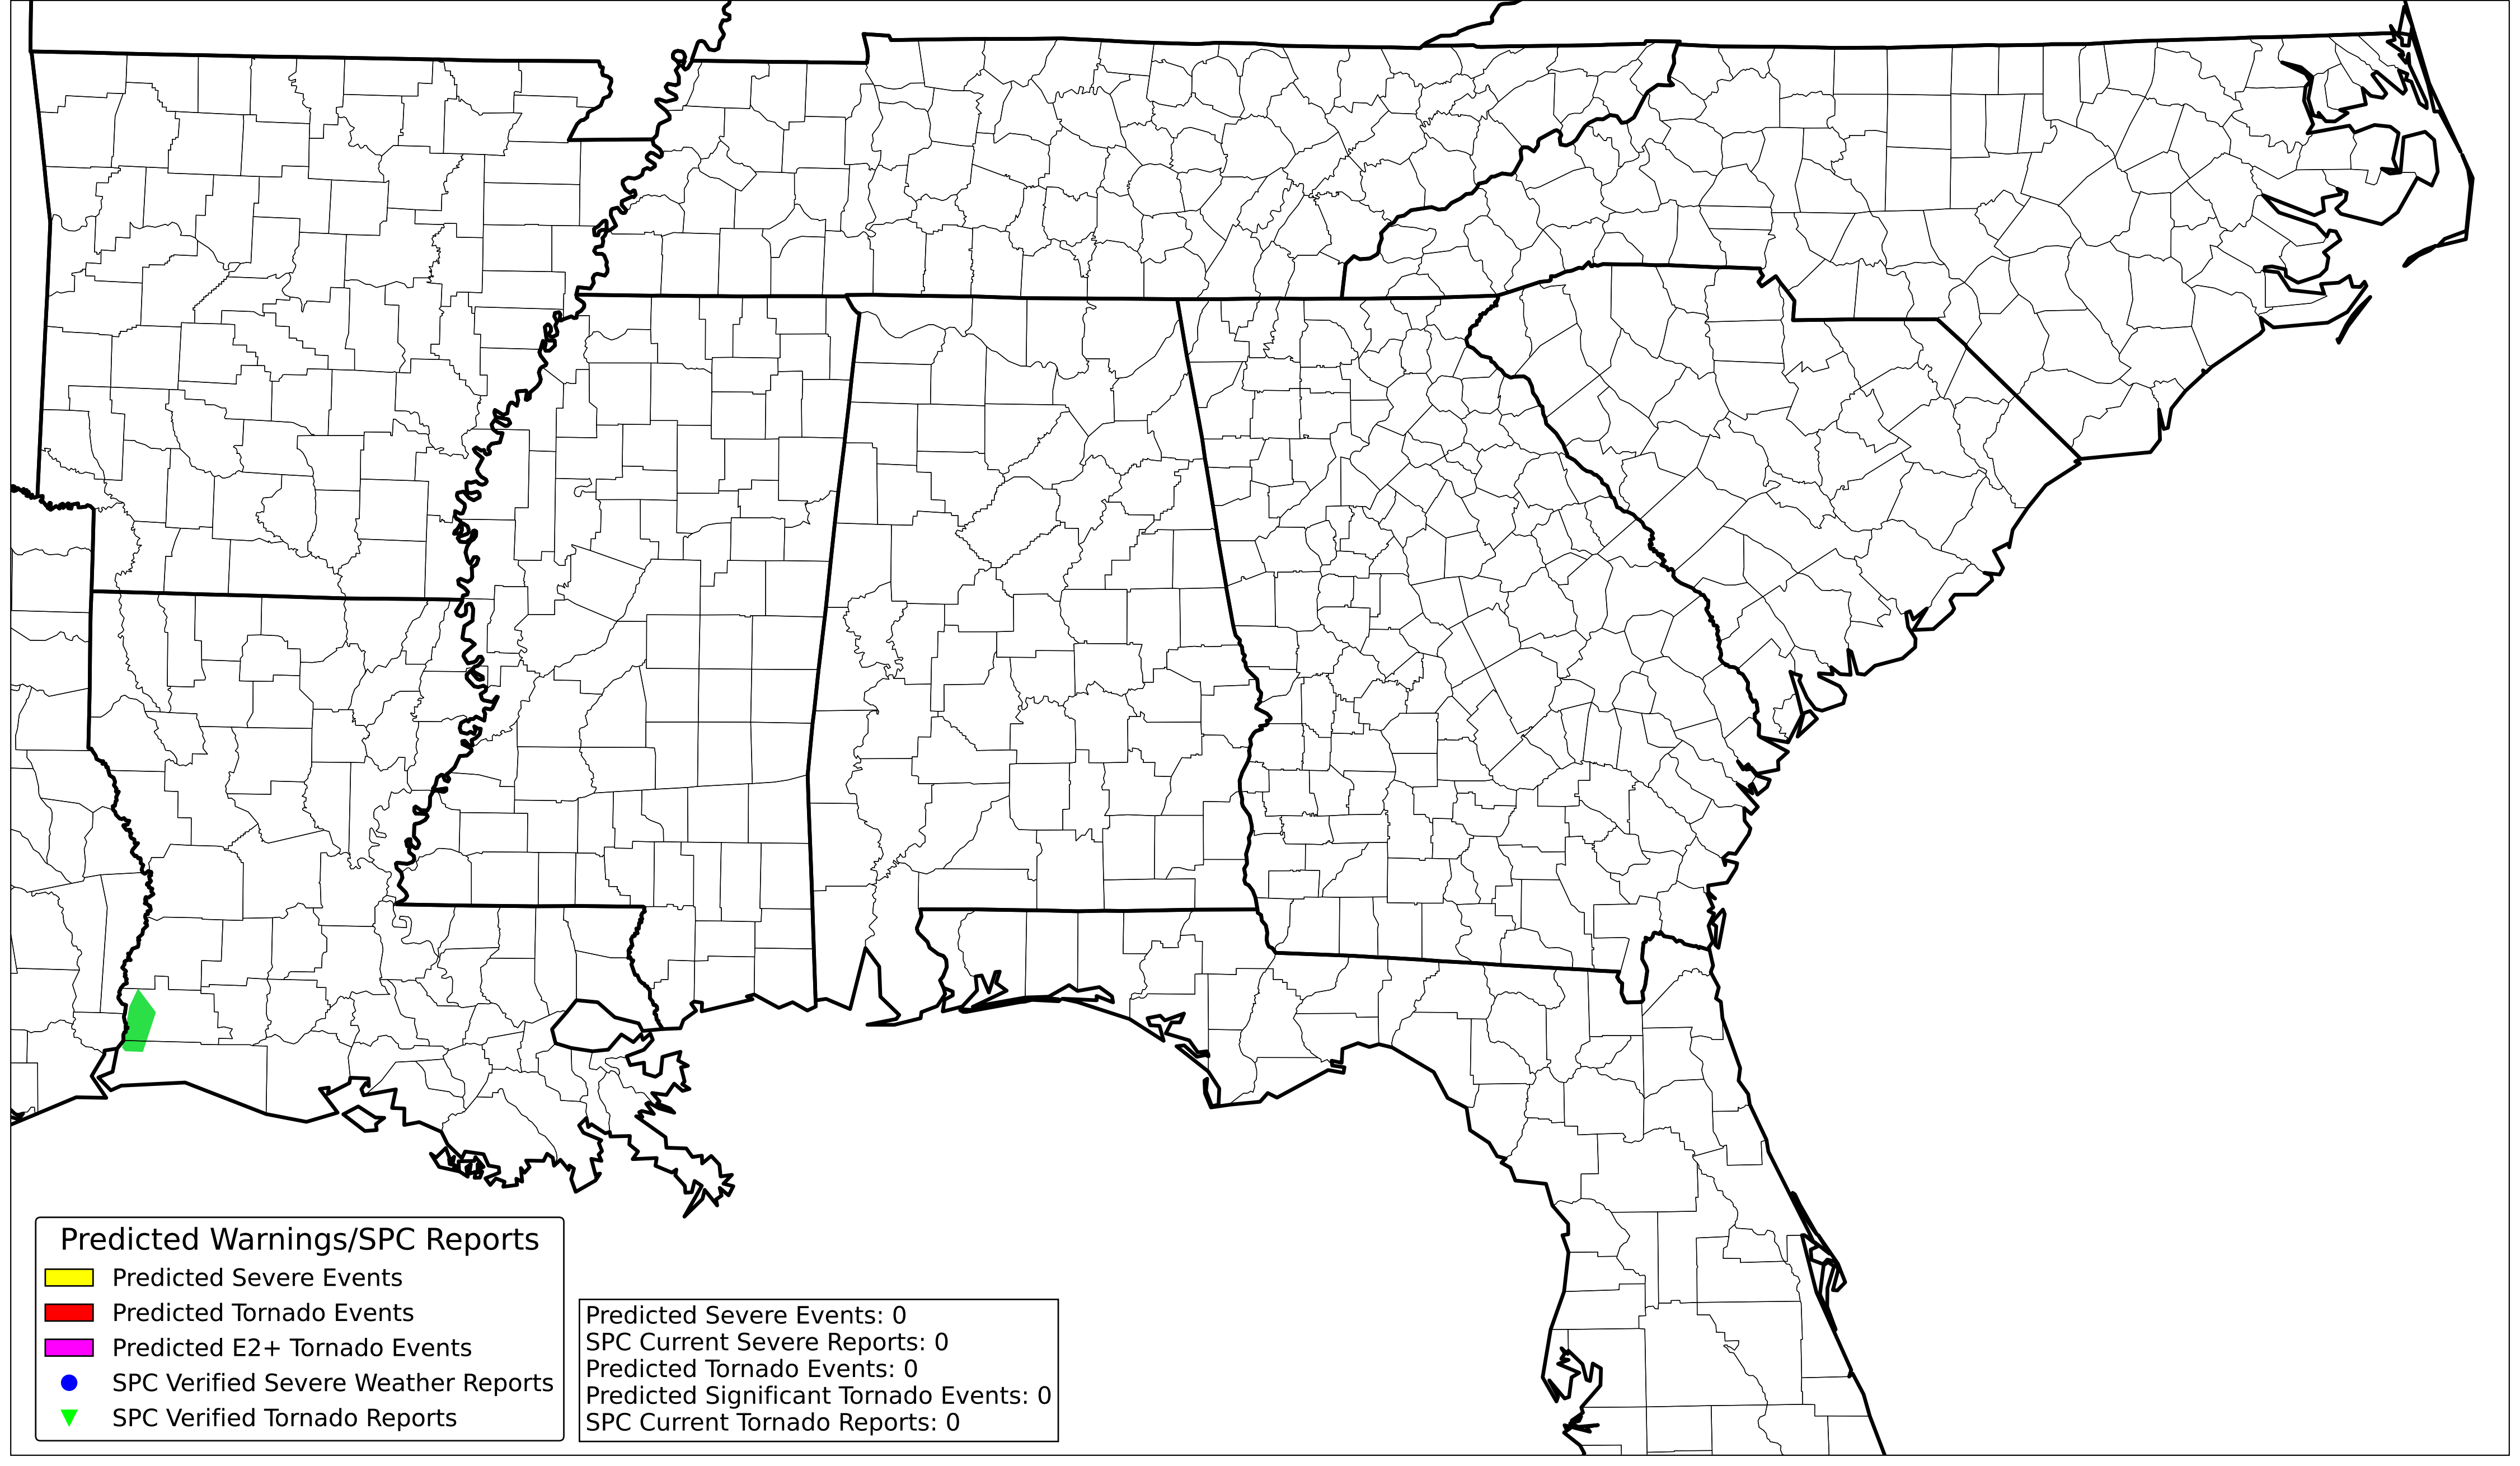 Predicted Warnings/SPC Reports
Predicted Severe Events
Predicted Tornado Events
Predicted E2+ Tornado Events
SPC Verified Severe Weather Reports
SPC Verified Tornado Reports
Predicted Severe Events: 0
SPC Current Severe Reports: 0
Predicted Tornado Events: 0
Predicted Significant Tornado Events: 0
SPC Current Tornado Reports: 0